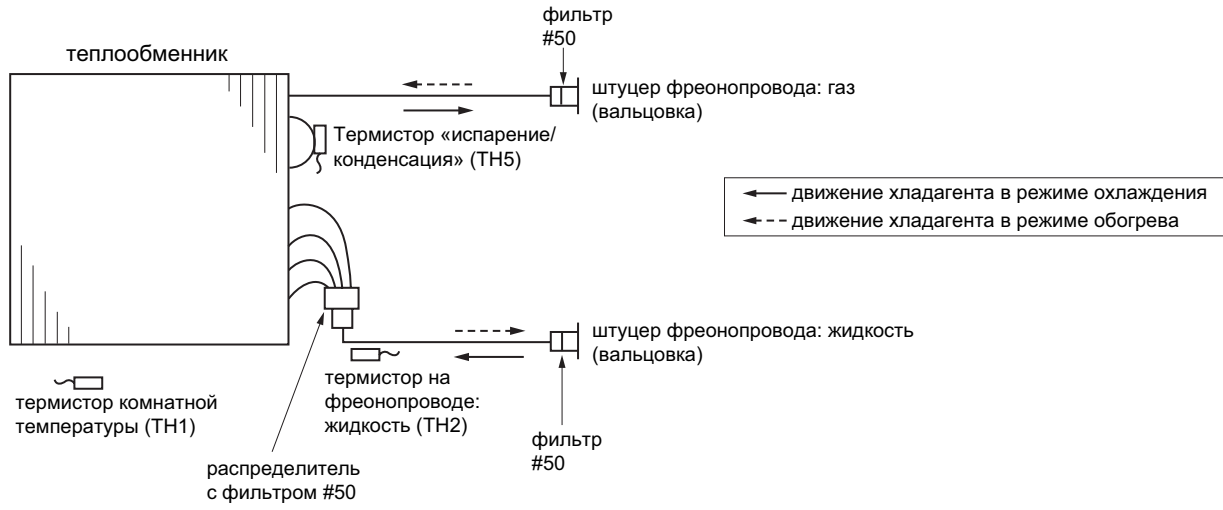 фильтр
#50
теплообменник
штуцер фреонопровода: газ
(вальцовка)
Термистор «испарение/
конденсация» (TH5)
движение хладагента в режиме охлаждения
движение хладагента в режиме обогрева
штуцер фреонопровода: жидкость
(вальцовка)
термистор комнатной
температуры (TH1)
термистор на
фреонопроводе:
жидкость (TH2)
фильтр
#50
распределитель
с фильтром #50